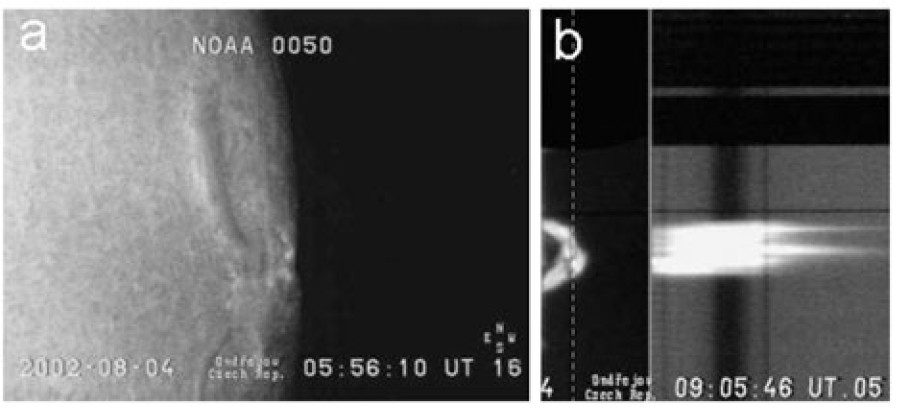 a
NOAA 0050
N
E W
S
2002-08-04 Ondřejov Czech Rep. 05:56:10 UT 16
b
4 Ondřejov Czech Rep. 09:05:46 UT.05